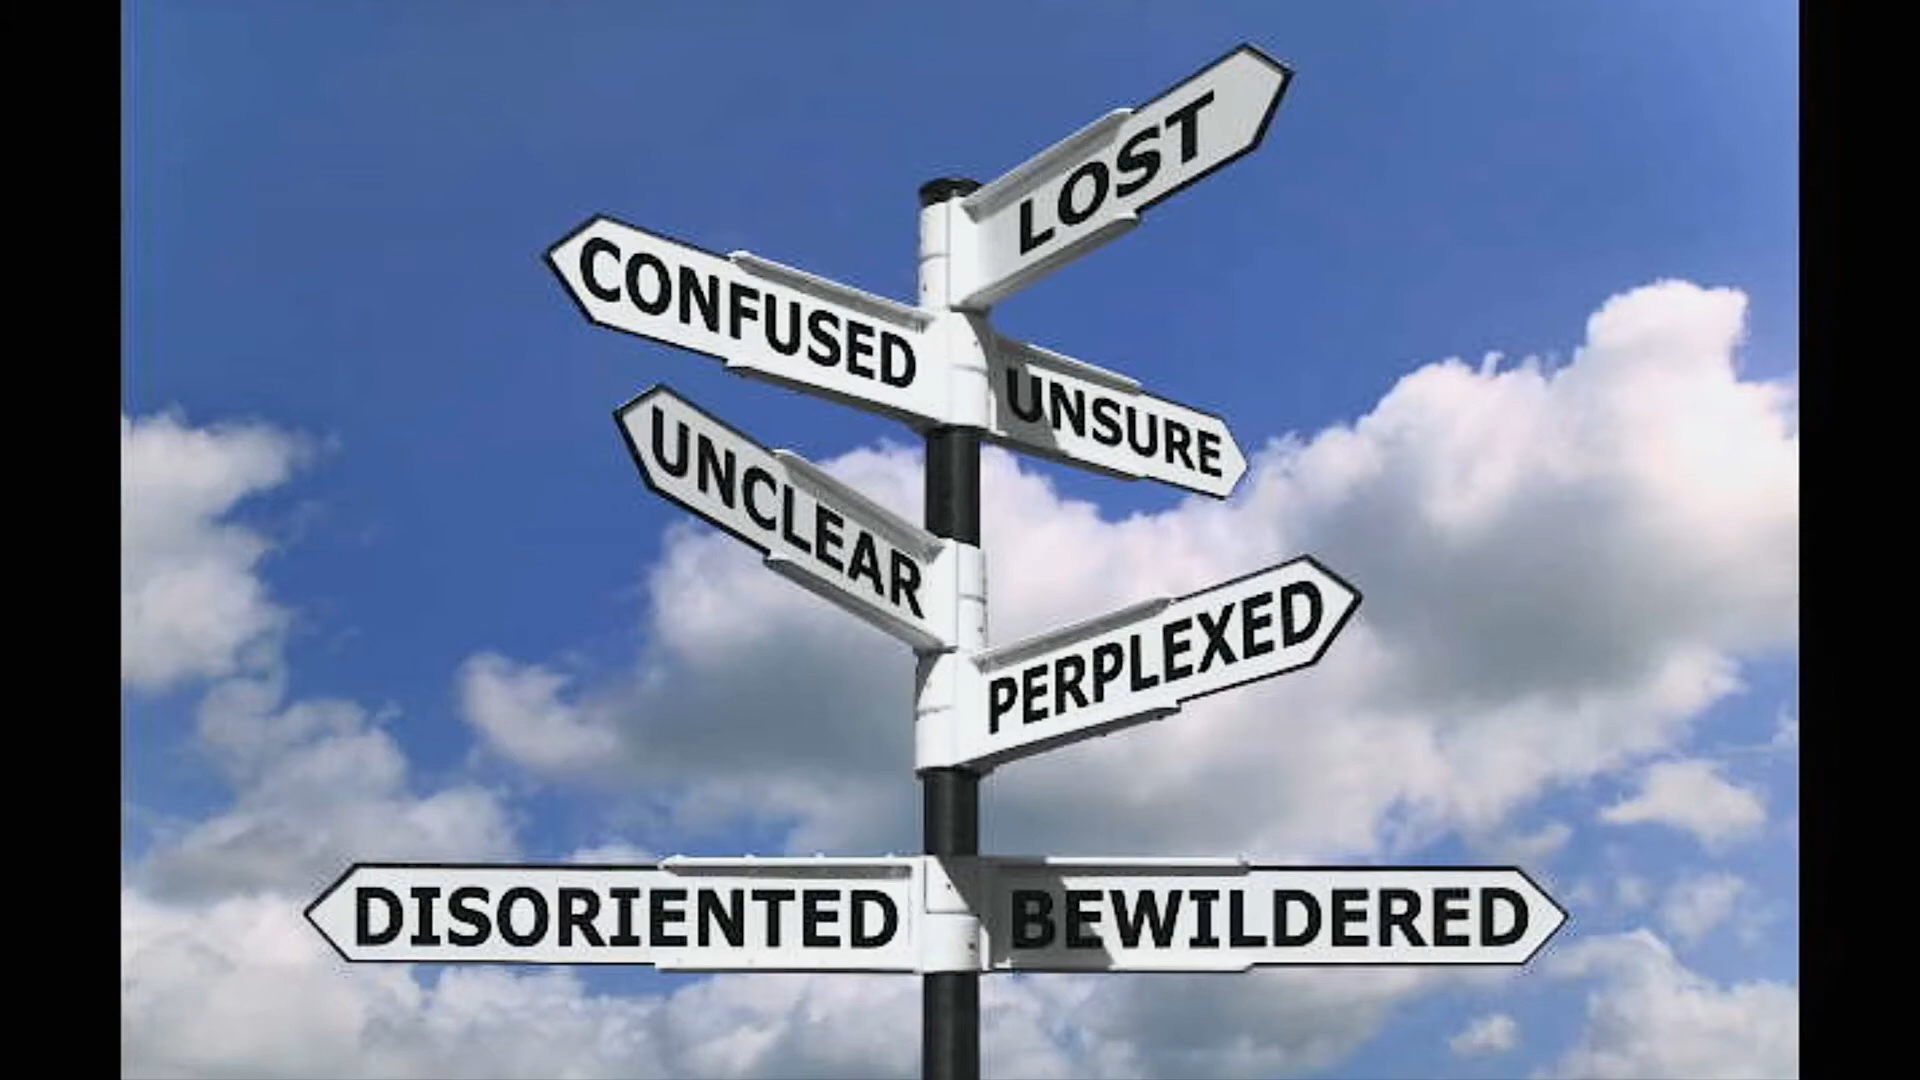 LOST
CONFUSED
UNSURE
UNCLEAR
PERPLEXED
DISORIENTED
BEWILDERED